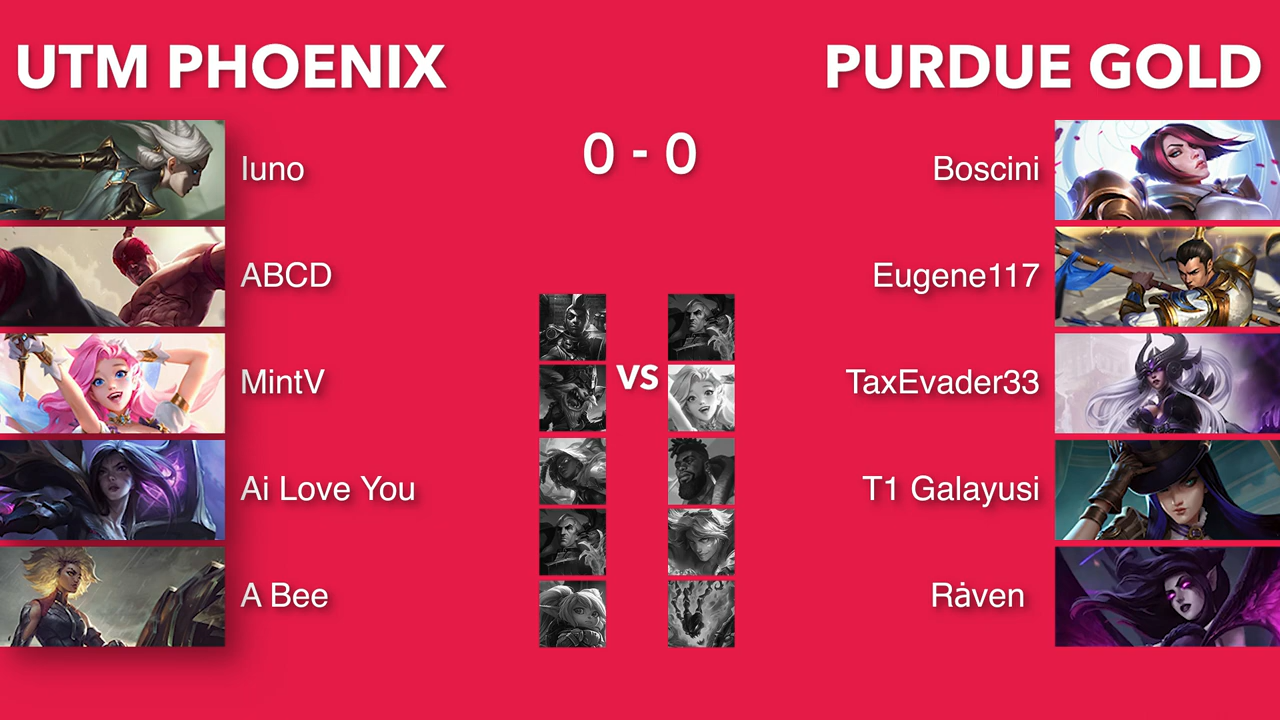 UTM PHOENIX
PURDUE GOLD
0 - 0
Iuno
Boscini
ABCD
Eugene117
MintV
VS
TaxEvader33
Ai Love You
T1 Galayusi
A Bee
Rȧven